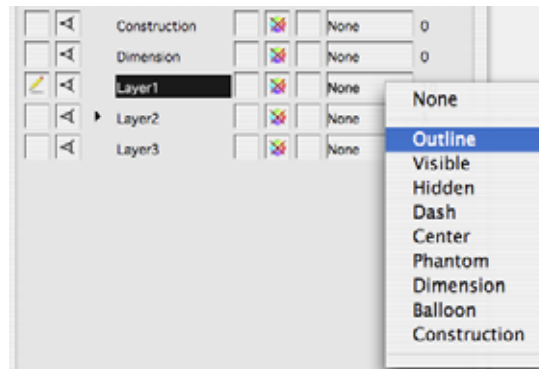 Construction None 0
Dimension None 0
Layer1 None
Layer2 None
Layer3 None
None
Outline
Visible
Hidden
Dash
Center
Phantom
Dimension
Balloon
Construction